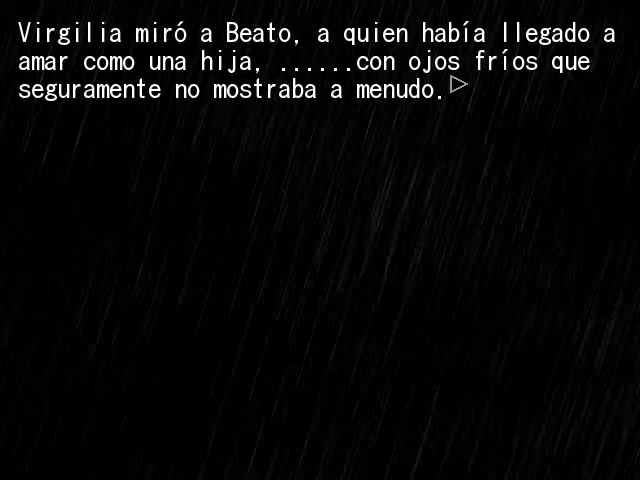 Virgilia miró a Beato, a quien había llegado a
amar como una hija, ......con ojos fríos que
seguramente no mostraba a menudo.